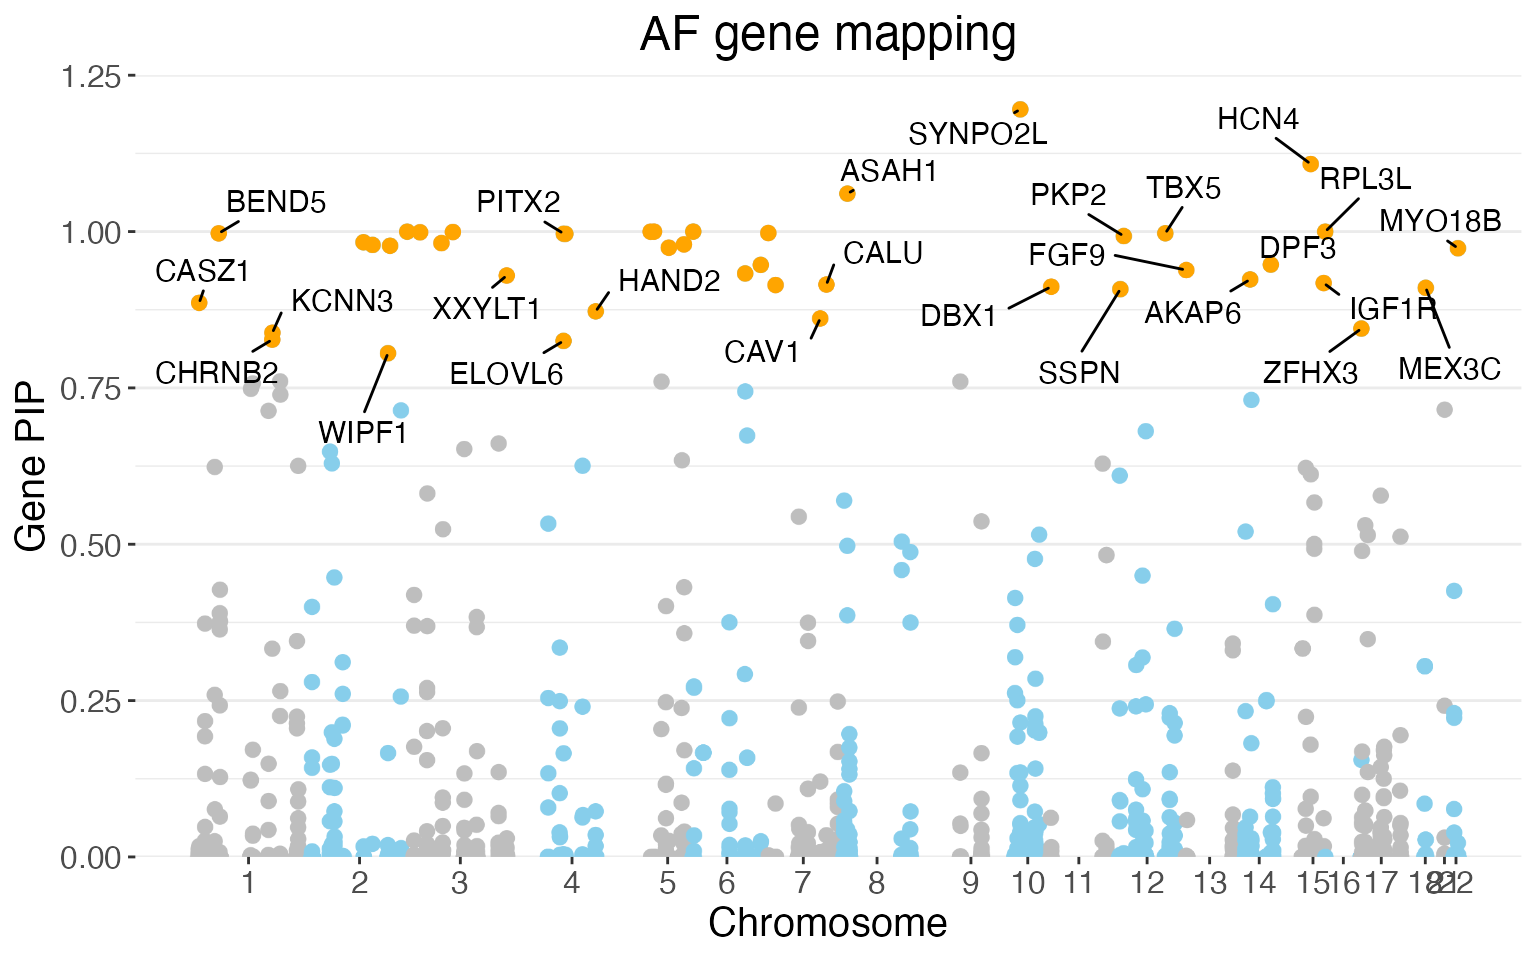 AF gene mapping
1.25
SYNPO2L
HCN4
ASAH1
RPL3L
BEND5
PITX2
PKP2
TBX5
MYO18B
1.00
CASZ1
HAND2
CALU
FGF9
DPF3
KCNN3
XXYLT1
DBX1
AKAP6
IGF1R
CHRNB2
ELOVL6
CAV1
SSPN
ZFHX3
MEX3C
0.75
WIPF1
Gene PIP
0.50
0.25
0.00
1 2 3 4 5 6 7 8 9 10 11 12 13 14 15 16 17 18 21 22
Chromosome